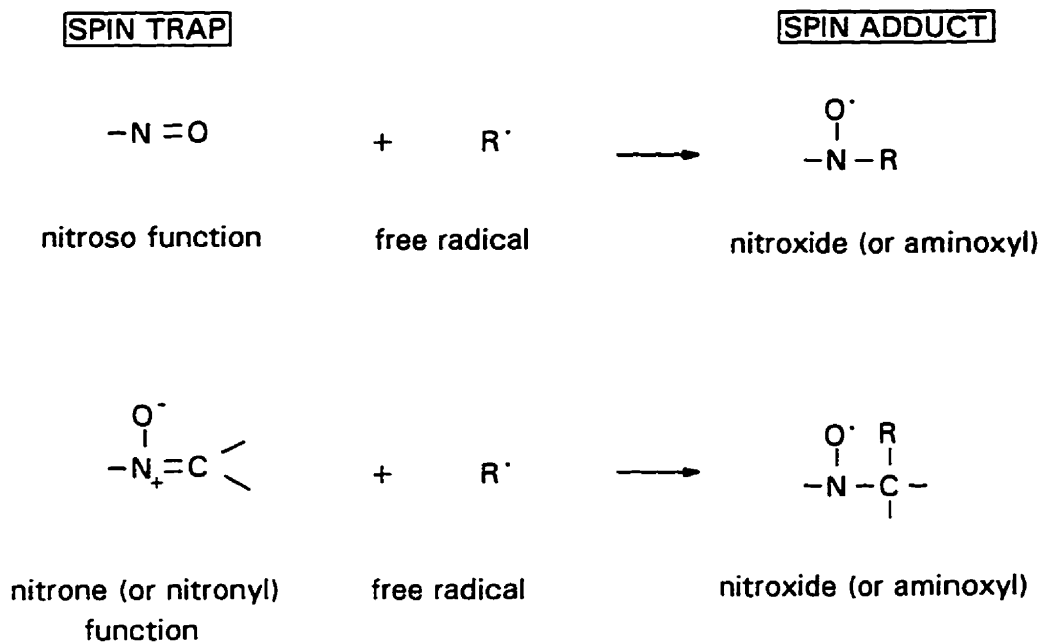 SPIN TRAP SPIN ADDUCT
O·
-N=O + R· → -N-R
nitroso function free radical nitroxide (or aminoxyl)
O⁻ O· R
-N₊=C + R· → -N-C-
nitrone (or nitronyl) free radical nitroxide (or aminoxyl)
function